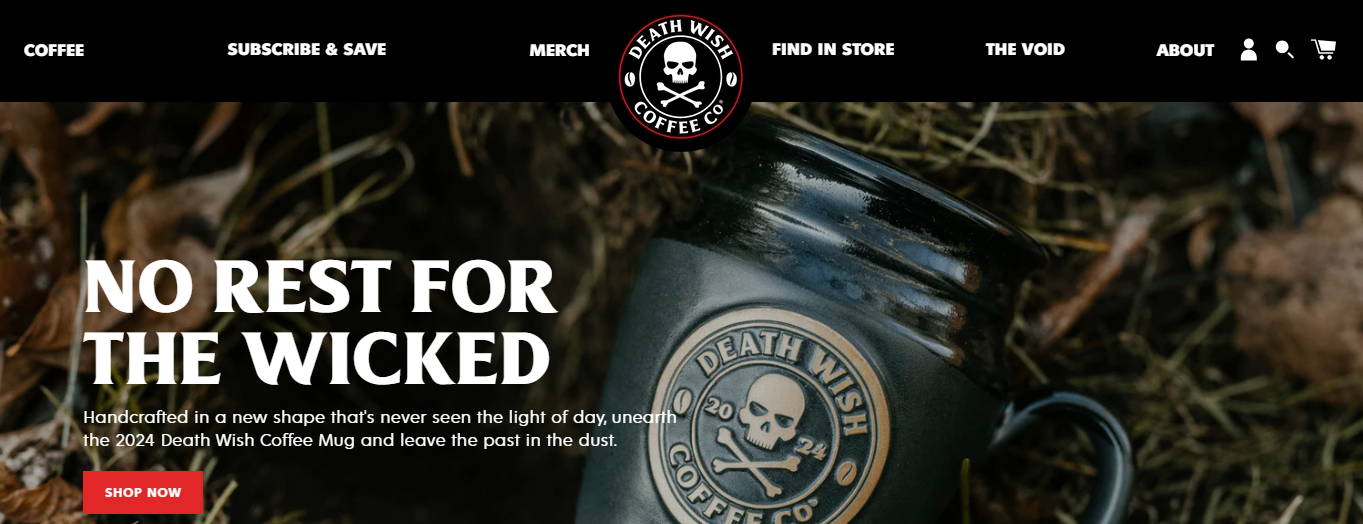 COFFEE
SUBSCRIBE & SAVE
MERCH
DEATH WISH
COFFEE CO
FIND IN STORE
THE VOID
ABOUT
NO REST FOR
THE WICKED
Handcrafted in a new shape that's never seen the light of day, unearth
the 2024 Death Wish Coffee Mug and leave the past in the dust.
SHOP NOW
DEATH WISH
20 24
COFFEE CO